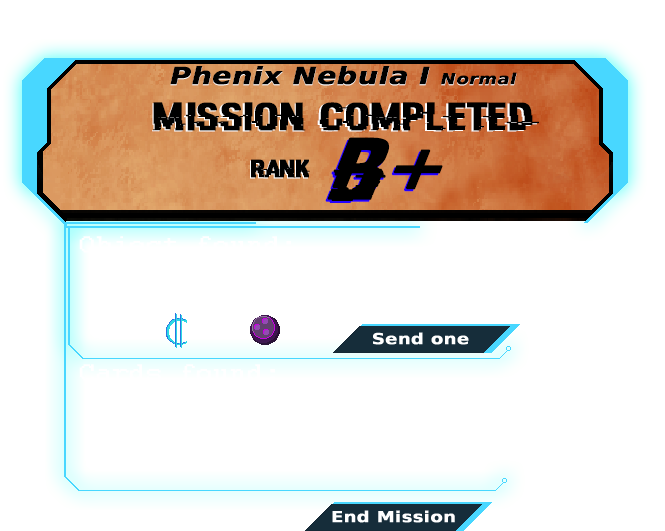 Phenix Nebula I Normal
MISSION COMPLETED
RANK B+
Send one
End Mission